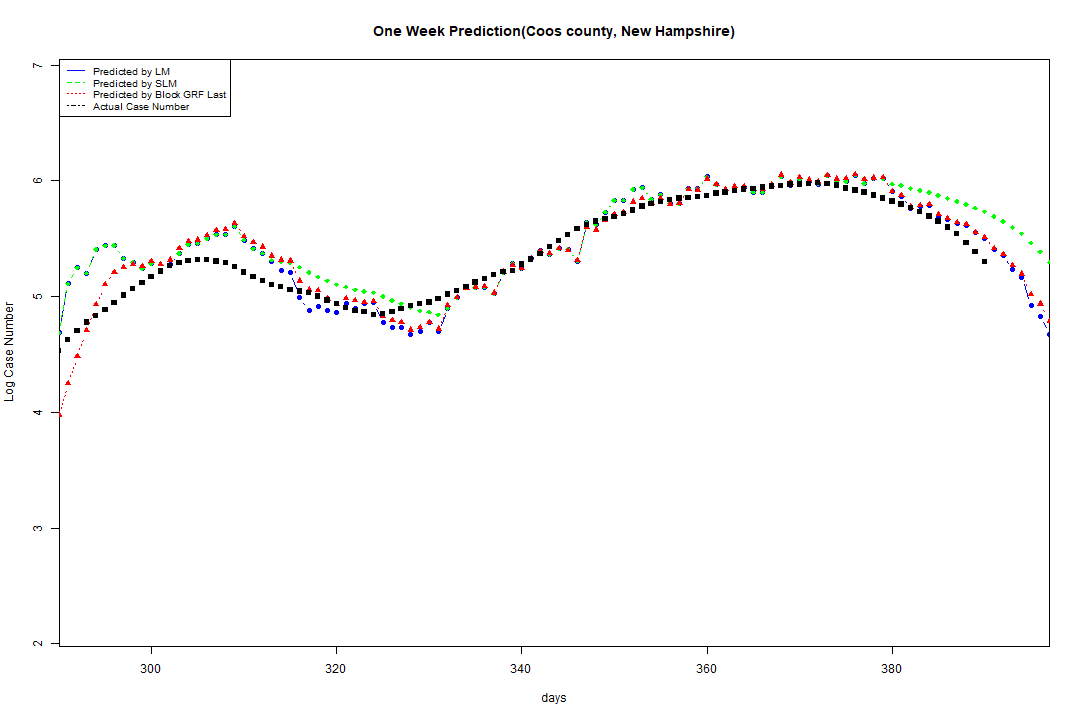 One Week Prediction(Coos county, New Hampshire)
Predicted by LM
Predicted by SLM
Predicted by Block GRF Last
Actual Case Number
7
6
5
4
3
2
Log Case Number
300 320 340 360 380
days